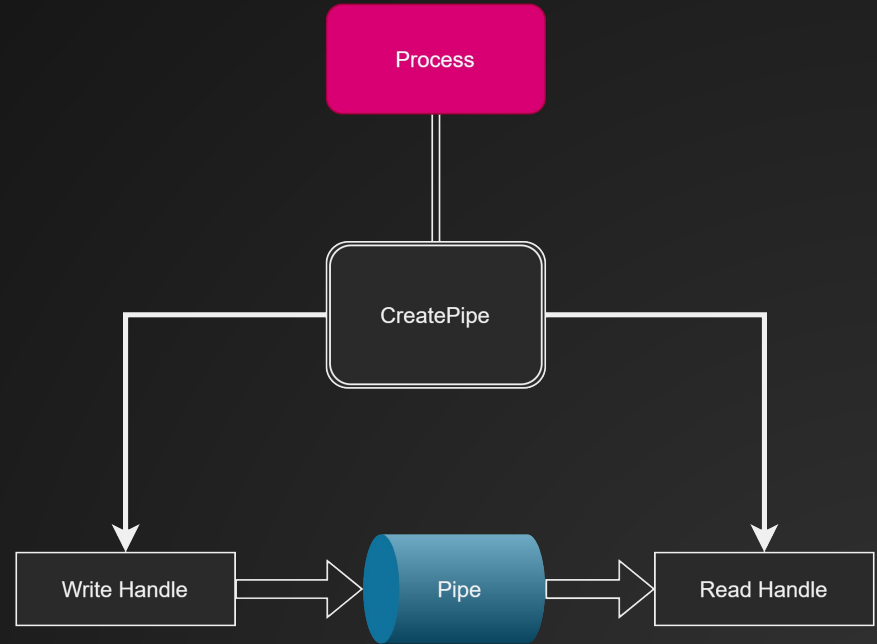 Process
CreatePipe
Write Handle
Pipe
Read Handle